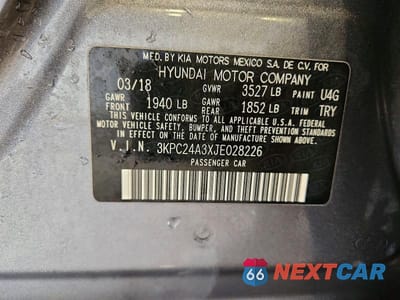 MFD. BY KIA MOTORS MEXICO S.A. DE C.V. FOR
HYUNDAI MOTOR COMPANY
03/18 GVWR 3527 LB PAINT U4G
GAWR FRONT 1940 LB GAWR REAR 1852 LB TRIM TRY
THIS VEHICLE CONFORMS TO ALL APPLICABLE U.S.A. FEDERAL
MOTOR VEHICLE SAFETY, BUMPER, AND THEFT PREVENTION
STANDARDS IN EFFECT ON THE DATE OF MANUFACTURE SHOWN ABOVE.
V.I.N. 3KPC24A3XJE028226
PASSENGER CAR
66 NEXTCAR